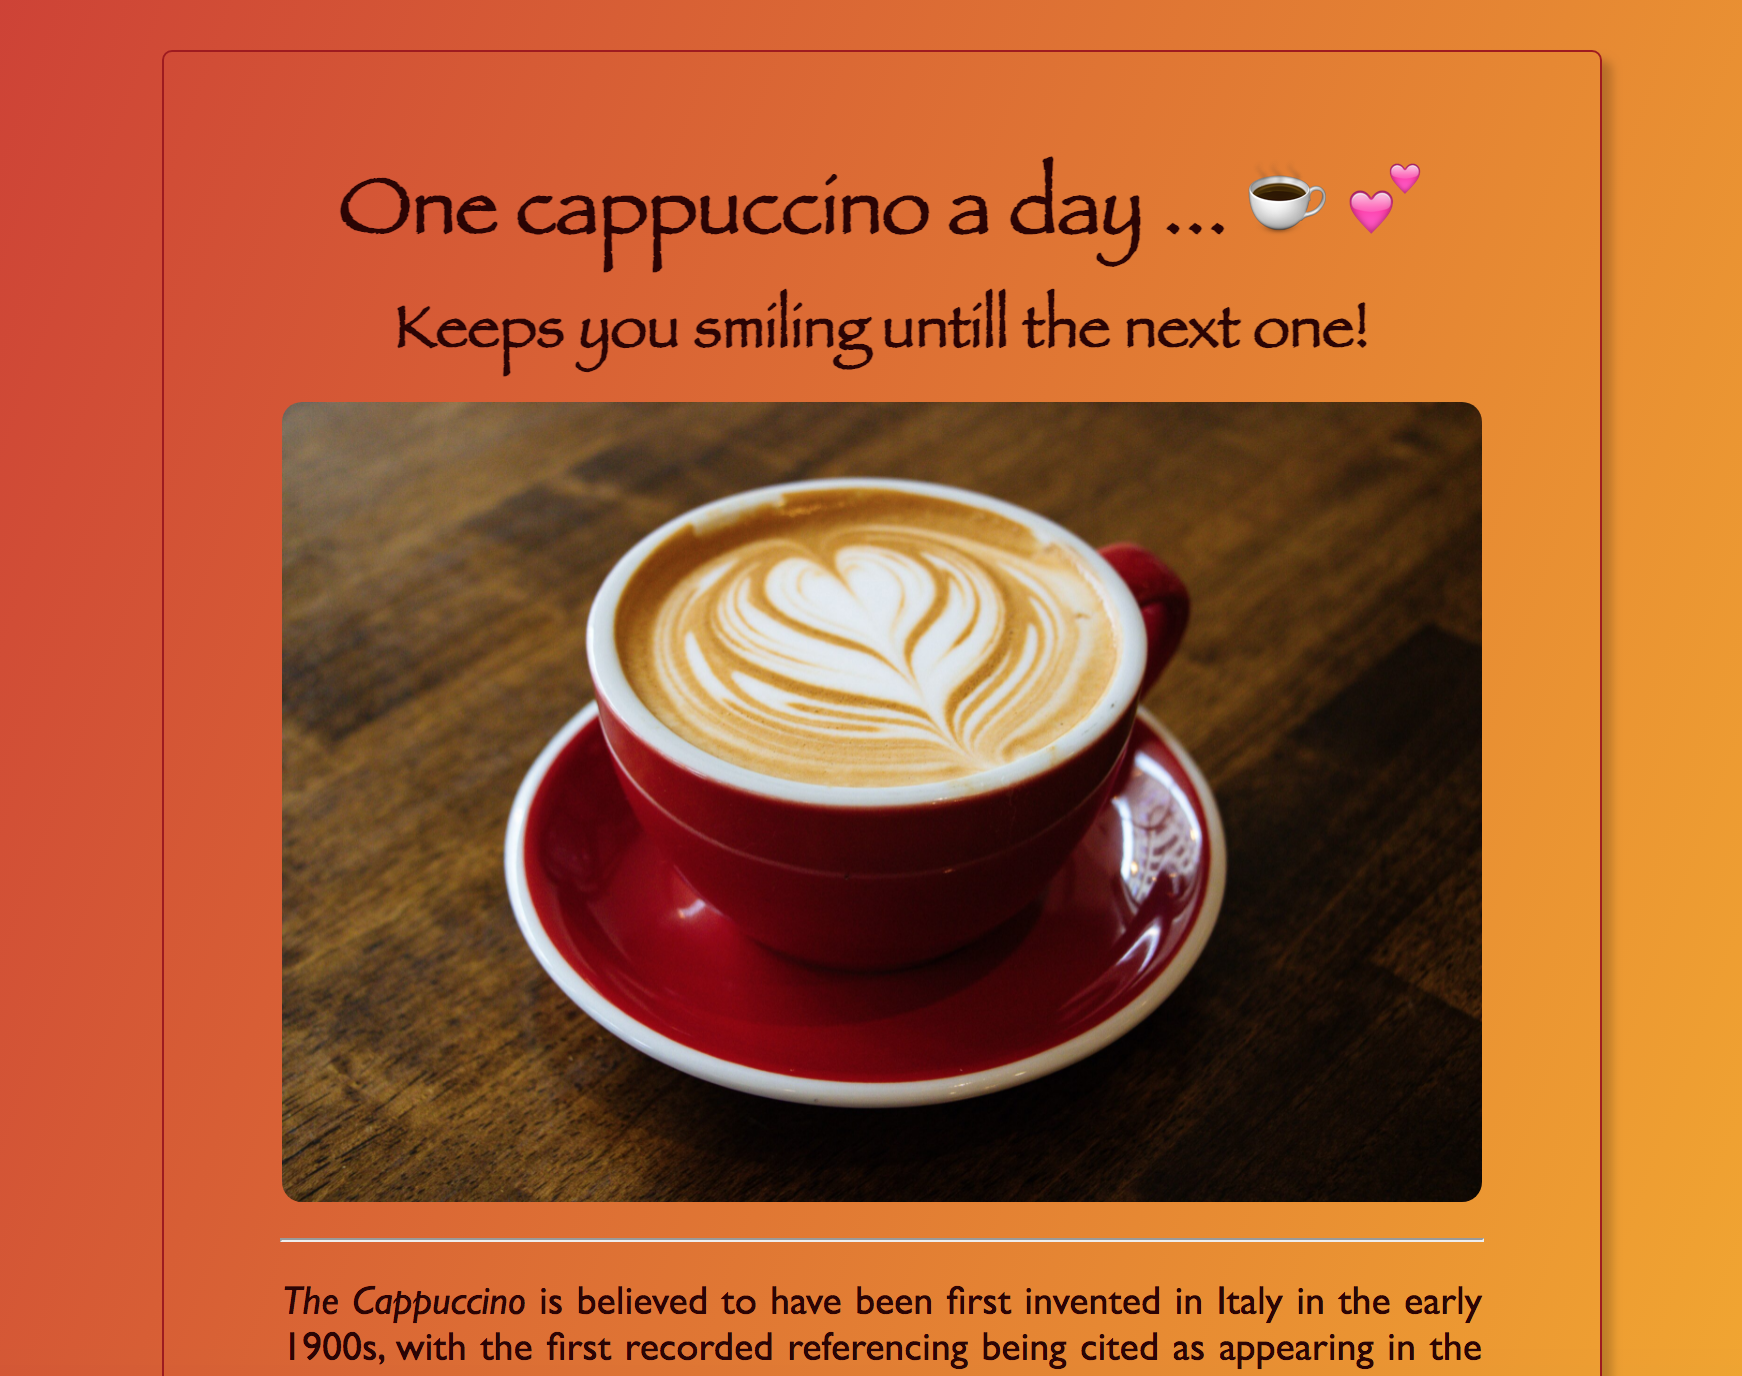 One cappuccino a day ... ☕ 💕
Keeps you smiling untill the next one!
The Cappuccino is believed to have been first invented in Italy in the early
1900s, with the first recorded referencing being cited as appearing in the